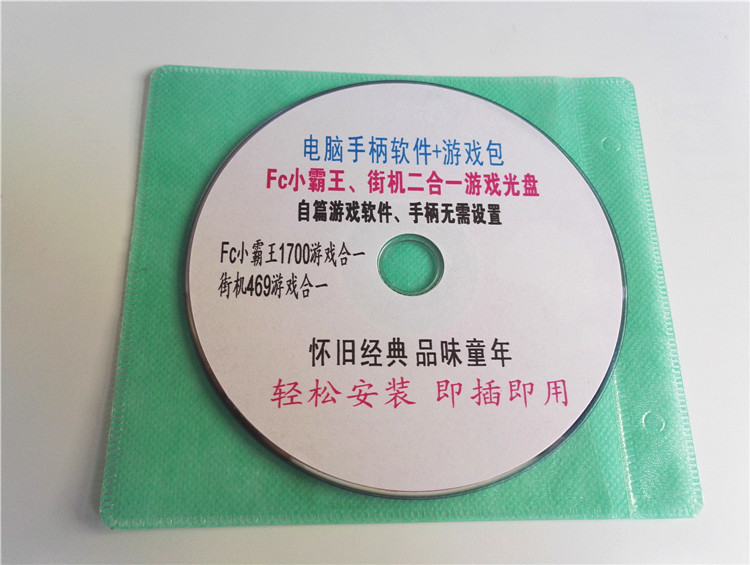 电脑手柄软件+游戏包
Fc小霸王、街机二合一游戏光盘
自篇游戏软件、手柄无需设置
Fc小霸王1700游戏合一
街机469游戏合一
怀旧经典 品味童年
轻松安装 即插即用